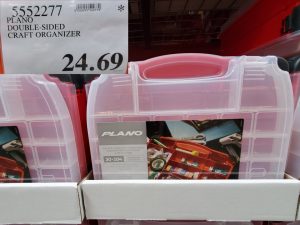 5552277
PLANO
DOUBLE-SIDED
CRAFT ORGANIZER
24.69
PLANO